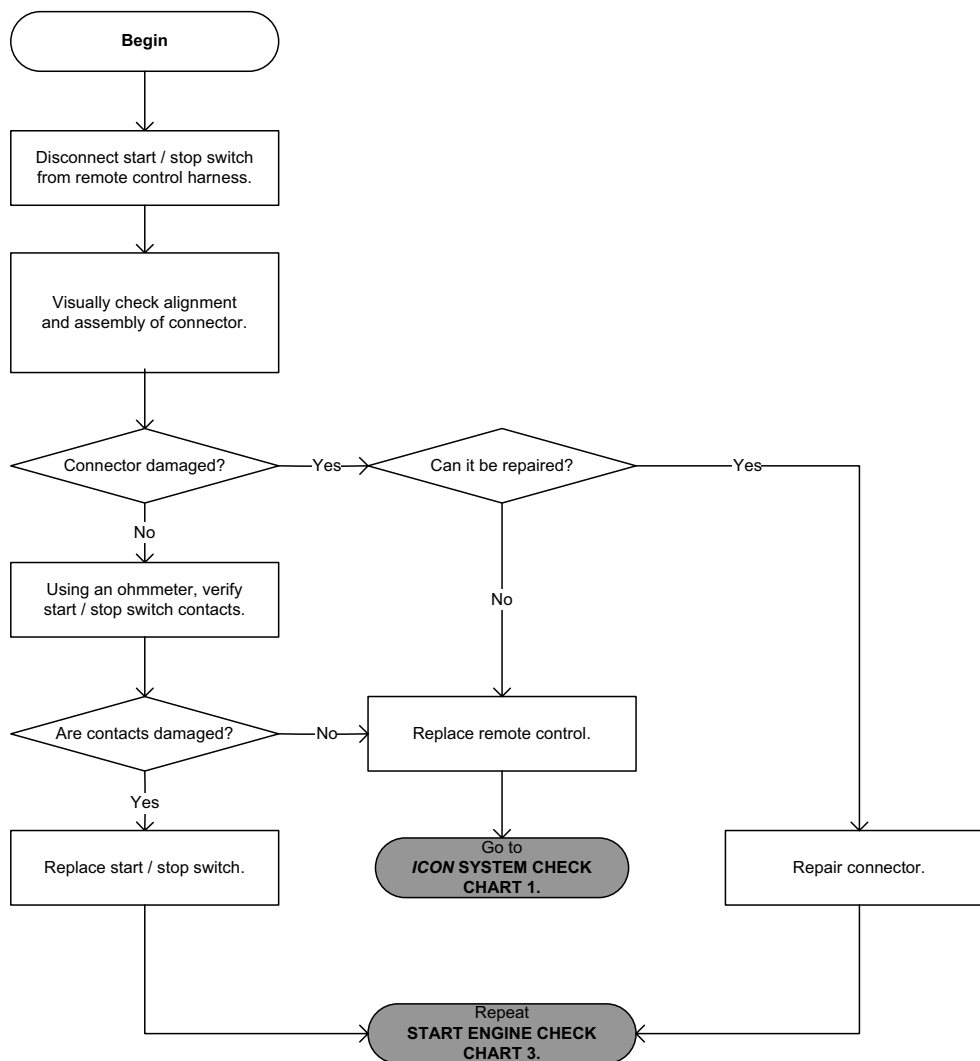 Begin
Disconnect start / stop switch
from remote control harness.
Visually check alignment
and assembly of connector.
Connector damaged?
Yes
Can it be repaired?
Yes
No
Using an ohmmeter, verify
start / stop switch contacts.
No
Are contacts damaged?
No
Replace remote control.
Yes
Replace start / stop switch.
Go to
ICON SYSTEM CHECK
CHART 1.
Repair connector.
Repeat
START ENGINE CHECK
CHART 3.